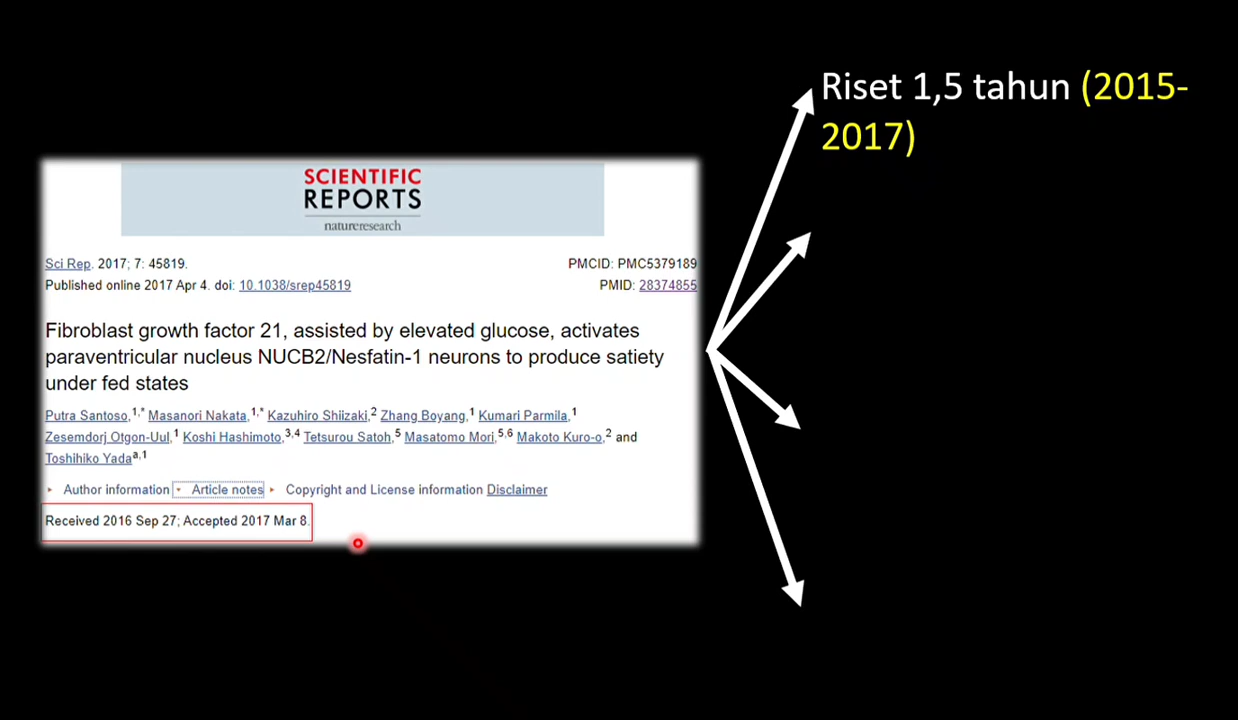 Riset 1,5 tahun (2015-
2017)
SCIENTIFIC
REPORTS
natureresearch
Sci Rep. 2017; 7: 45819.
PMCID: PMC5379189
Published online 2017 Apr 4. doi: 10.1038/srep45819
PMID: 28374855
Fibroblast growth factor 21, assisted by elevated glucose, activates
paraventricular nucleus NUCB2/Nesfatin-1 neurons to produce satiety
under fed states
Putra Santoso,1,* Masanori Nakata,1,* Kazuhiro Shiizaki,2 Zhang Boyang,1 Kumari Parmila,1
Zesemdorj Otgon-Uul,1 Koshi Hashimoto,3,4 Tetsurou Satoh,5 Masatomo Mori,5,6 Makoto Kuro-o,2 and
Toshihiko Yadaa,1
Author information Article notes Copyright and License information Disclaimer
Received 2016 Sep 27; Accepted 2017 Mar 8.